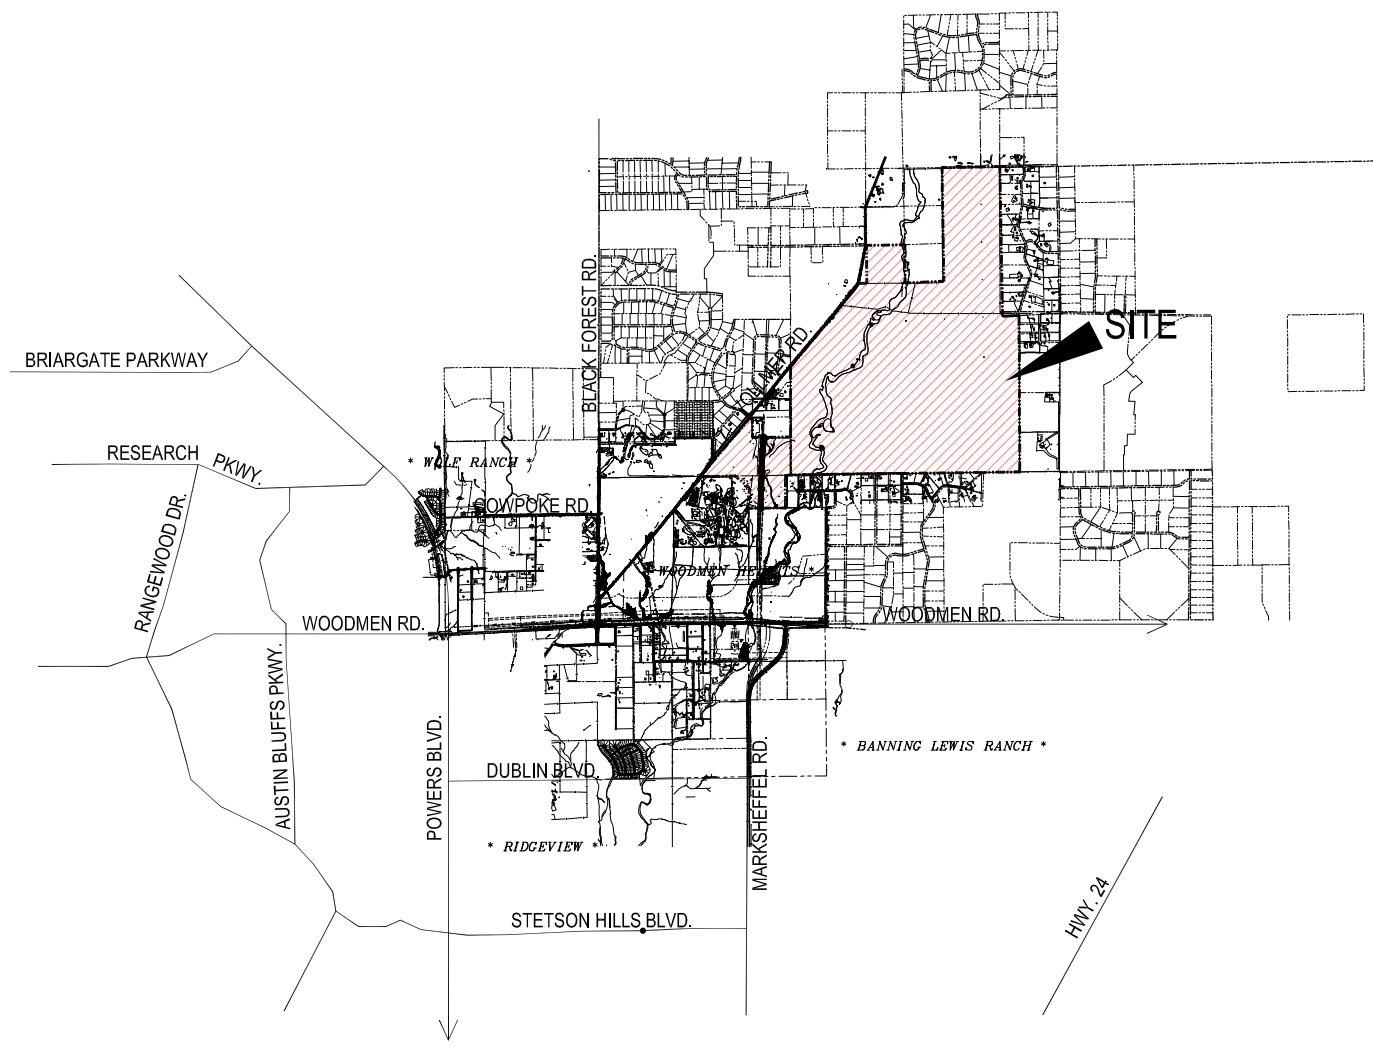 SITE
BLACK FOREST RD.
VOLLMER RD.
BRIARGATE PARKWAY
RESEARCH PKWY.
* WOLF RANCH *
COWPOKE RD.
RANGEWOOD DR.
* WOODMEN HEIGHTS *
WOODMEN RD.
WOODMEN RD.
AUSTIN BLUFFS PKWY.
POWERS BLVD.
DUBLIN BLVD.
MARKSHEFFEL RD.
* BANNING LEWIS RANCH *
* RIDGEVIEW *
STETSON HILLS BLVD.
HWY. 24